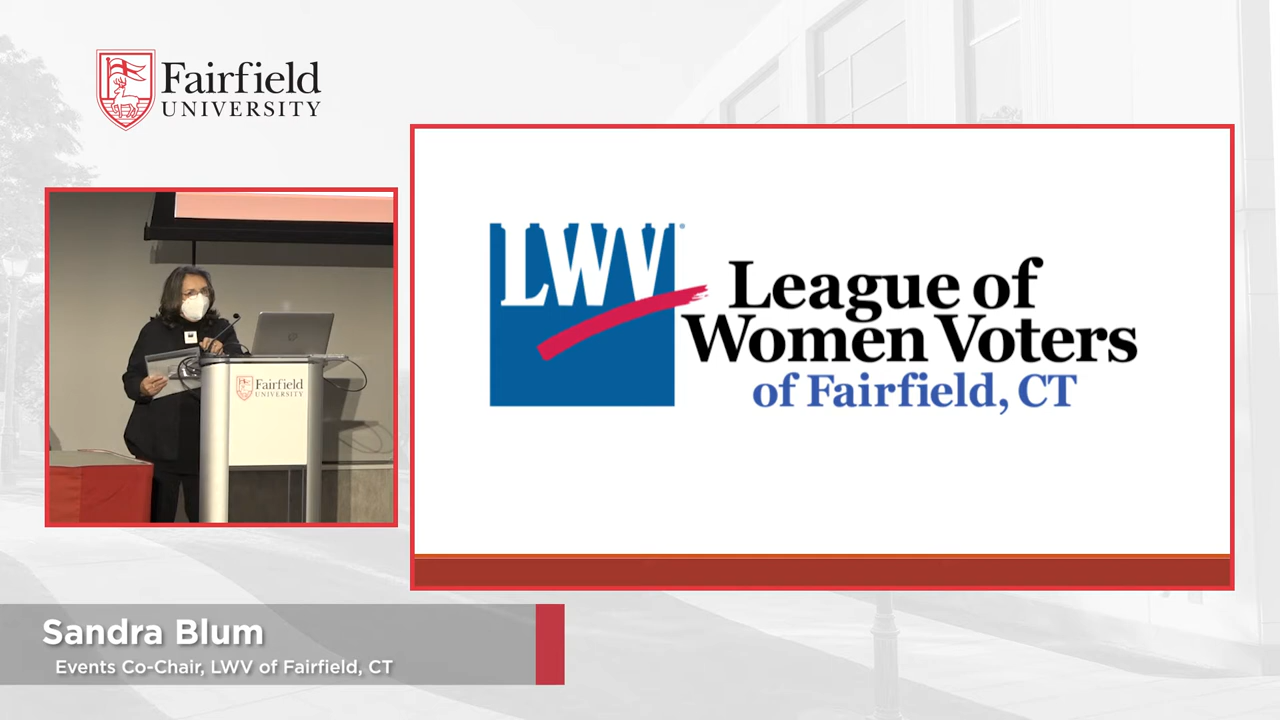 Fairfield
UNIVERSITY
LWV
League of
Women Voters
of Fairfield, CT
Fairfield
UNIVERSITY
Sandra Blum
Events Co-Chair, LWV of Fairfield, CT